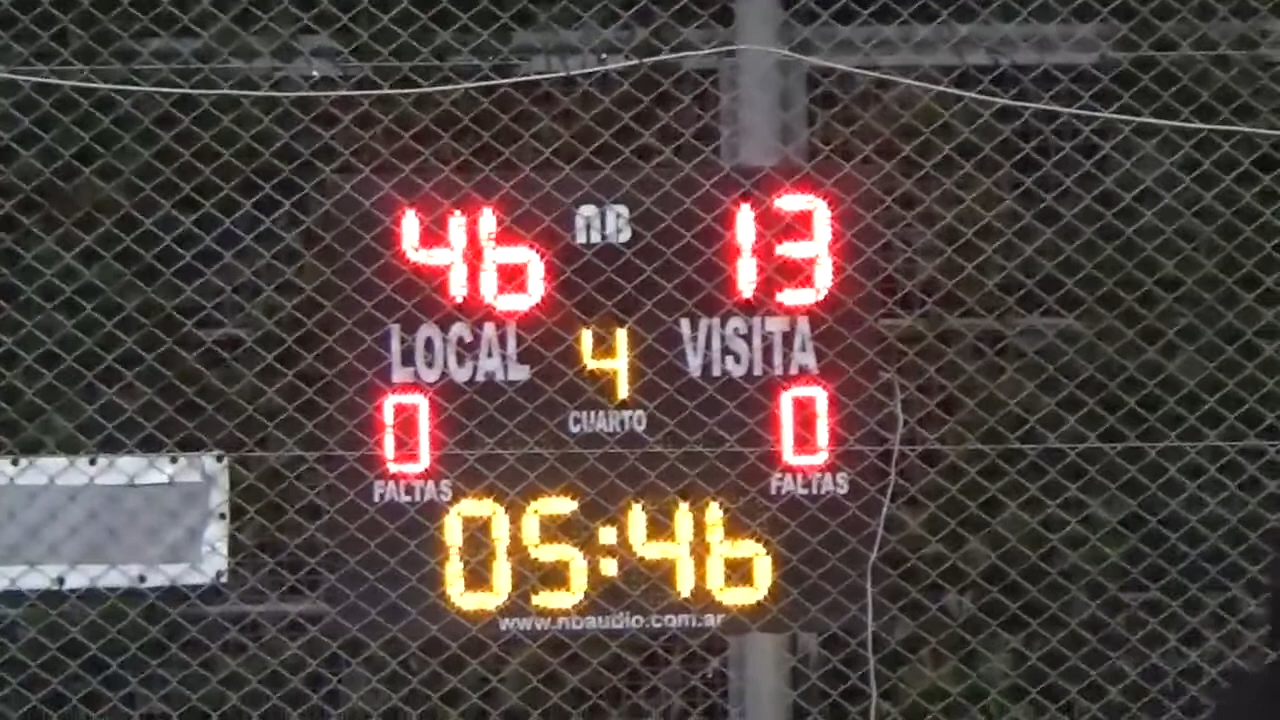 46 NB 13
LOCAL 4 VISITA
CUARTO
0 0
FALTAS FALTAS
05:46
www.nbaudio.com.ar